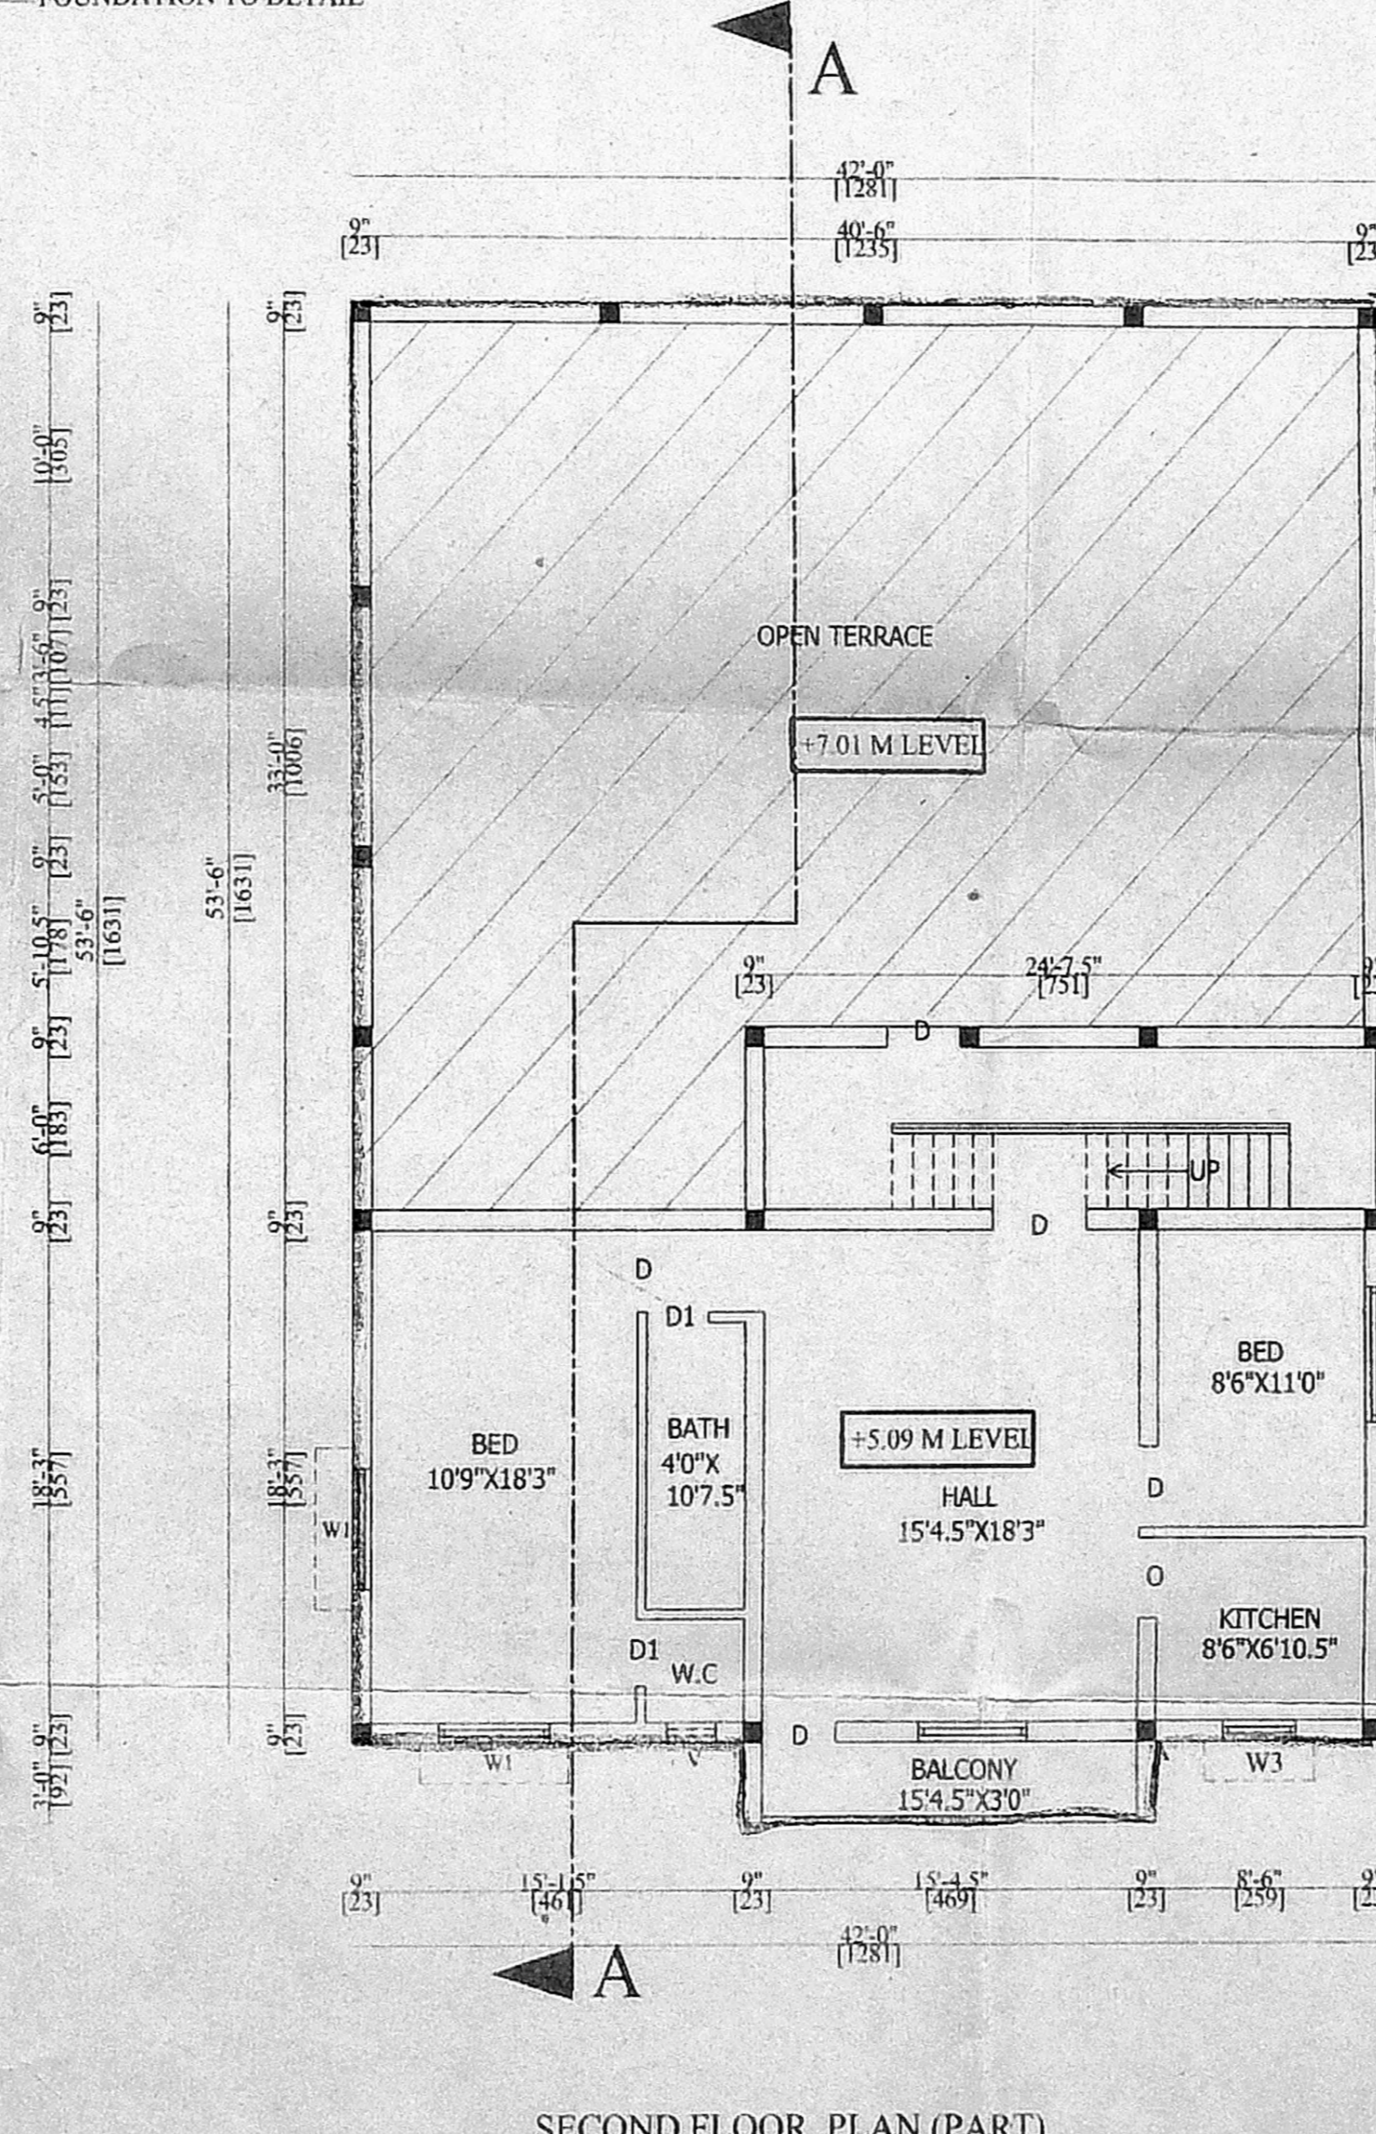 FOUNDATION TO DETAIL
A
42'-0"
[1281]
9"
[23]
40'-6"
[1235]
9"
[23
9"
[23]
9"
[23]
10'-0"
[305]
9"
[23]
3'-6"
[107]
4.5"
[11]
OPEN TERRACE
+7.01 M LEVEL
33'-0"
[1006]
5'-0"
[153]
9"
[23]
53'-6"
[1631]
53'-6"
[1631]
5'-10.5"
[178]
9"
[23]
24'-7.5"
[751]
9"
[23]
D
6'-0"
[183]
UP
9"
[23]
9"
[23]
D
D
D1
BED
8'6"X11'0"
BATH
4'0"X
10'7.5"
+5.09 M LEVEL
BED
10'9"X18'3"
HALL
15'4.5"X18'3"
18'-3"
[557]
18'-3"
[557]
D
W1
O
KITCHEN
8'6"X6'10.5"
D1
W.C
9"
[23]
9"
[23]
D
W1
V
W3
BALCONY
15'4.5"X3'0"
3'-0"
[92]
9"
[23]
15'-1.5"
[461]
9"
[23]
15'-4.5"
[469]
9"
[23]
8'-6"
[259]
42'-0"
[1281]
A
SECOND FLOOR PLAN (PART)